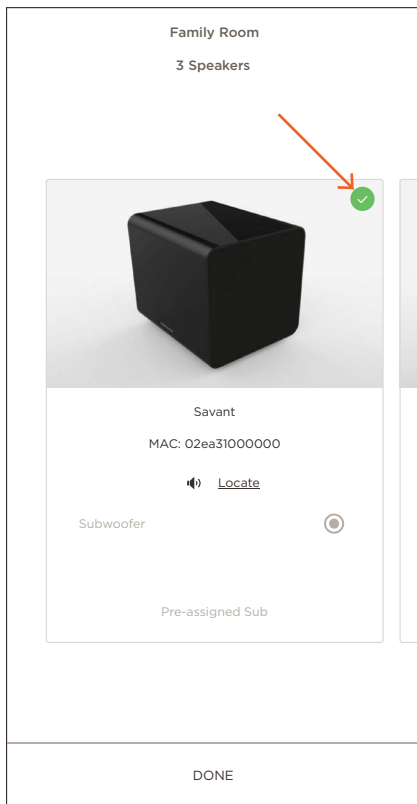 Family Room
3 Speakers
Savant
MAC: 02ea31000000
Locate
Subwoofer
Pre-assigned Sub
DONE